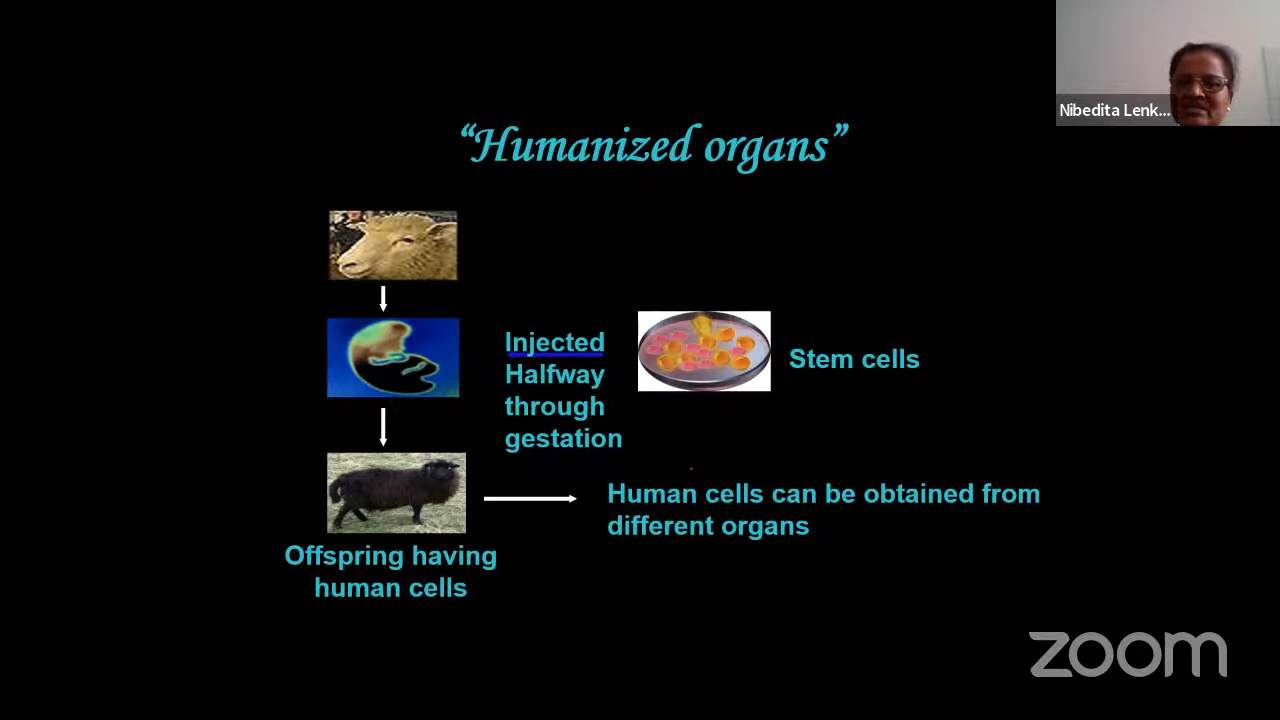 Nibedita Lenk...
“Humanized organs”
Injected
Halfway
through
gestation
Stem cells
Human cells can be obtained from
different organs
Offspring having
human cells
zoom